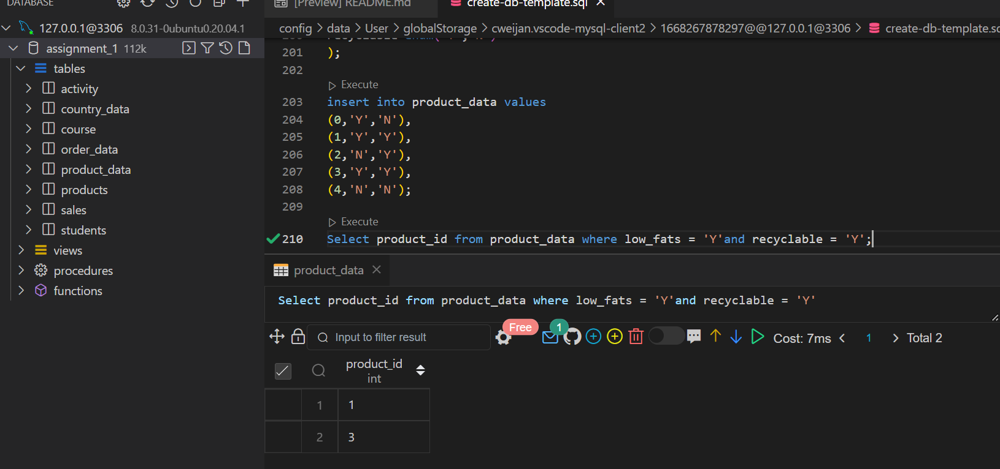 DATABASE
127.0.0.1@3306 8.0.31-0ubuntu0.20.04.1
assignment_1 112k
tables
activity
country_data
course
order_data
product_data
products
sales
students
views
procedures
functions
[Preview] README.md
create-db-template.sql
config > data > User > globalStorage > cweijan.vscode-mysql-client2 > 1668267878297@@127.0.0.1@3306 > create-db-template.sq
201 );
202
Execute
203 insert into product_data values
204 (0,'Y','N'),
205 (1,'Y','Y'),
206 (2,'N','Y'),
207 (3,'Y','Y'),
208 (4,'N','N');
209
Execute
210 Select product_id from product_data where low_fats = 'Y'and recyclable = 'Y';
product_data
Select product_id from product_data where low_fats = 'Y'and recyclable = 'Y'
Input to filter result
Free
1
Cost: 7ms < 1 > Total 2
product_id
int
1 1
2 3